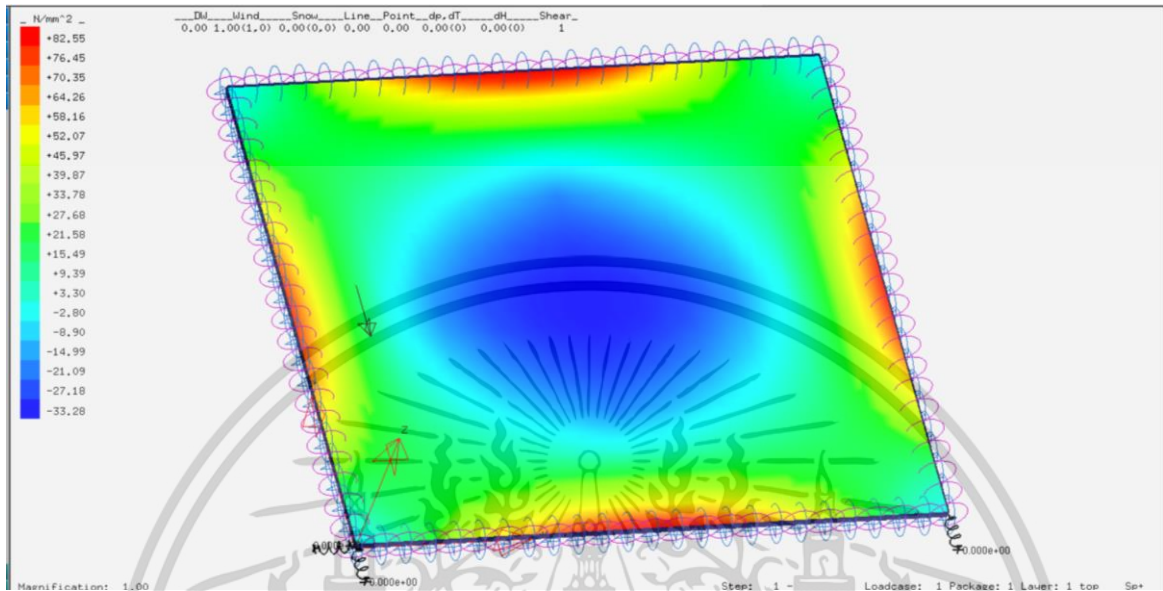 _ N/mm^2 _
___DW____Wind_____Snow____Line__Point__dp,dT_____dH____Shear_
0.00 1.00(1,0) 0.00(0,0) 0.00 0.00 0.00(0) 0.00(0) 1
+82.55
+76.45
+70.35
+64.26
+58.16
+52.07
+45.97
+39.87
+33.78
+27.68
+21.58
+15.49
+9.39
+3.30
-2.80
-8.90
-14.99
-21.09
-27.18
-33.28
z
0.000e+00
0.000e+00
Magnification: 1.00
Step: 1 -
Loadcase: 1 Package: 1 Layer: 1 top Sp+